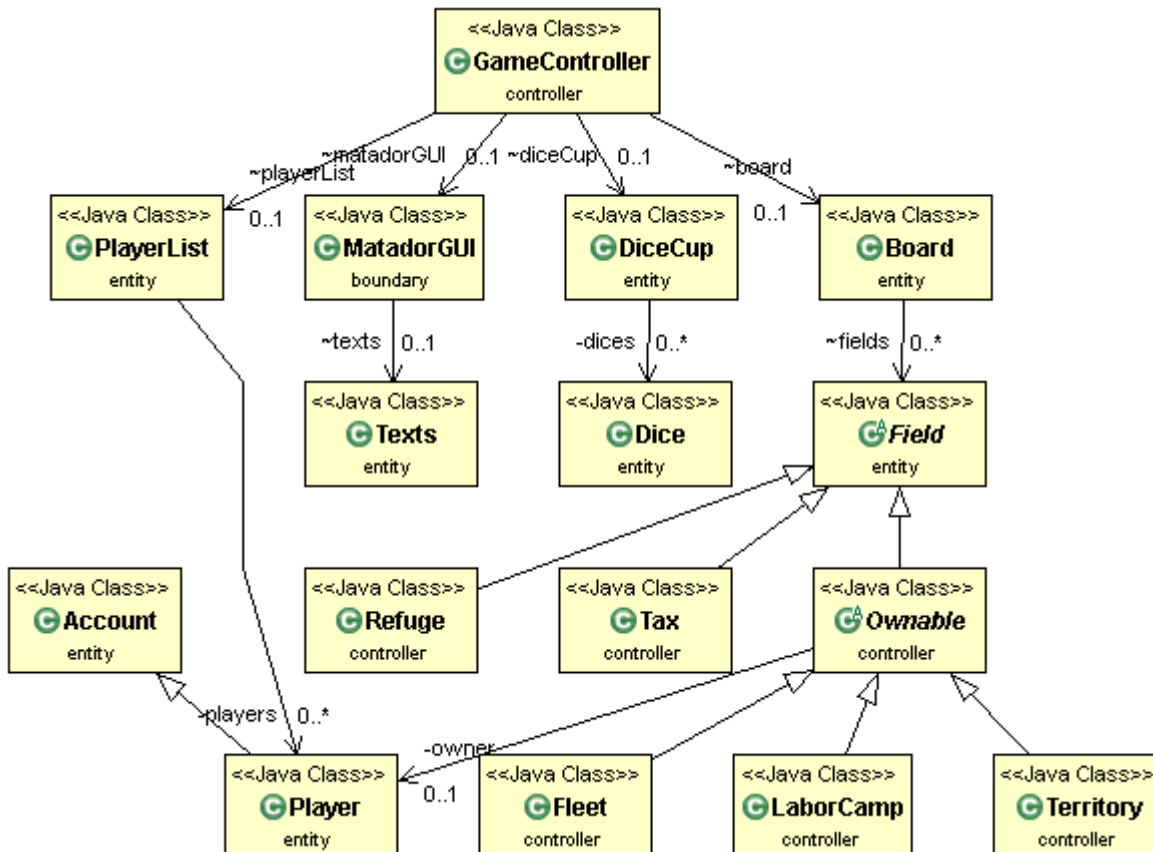 <<Java Class>>
GameController
controller
~matadorGUI
0..1
~diceCup
0..1
~playerList
~board
0..1
0..1
<<Java Class>>
PlayerList
entity
<<Java Class>>
MatadorGUI
boundary
<<Java Class>>
DiceCup
entity
<<Java Class>>
Board
entity
~texts
0..1
-dices
0..*
~fields
0..*
<<Java Class>>
Texts
entity
<<Java Class>>
Dice
entity
<<Java Class>>
Field
entity
<<Java Class>>
Account
entity
<<Java Class>>
Refuge
controller
<<Java Class>>
Tax
controller
<<Java Class>>
Ownable
controller
-players
0..*
-owner
0..1
<<Java Class>>
Player
entity
<<Java Class>>
Fleet
controller
<<Java Class>>
LaborCamp
controller
<<Java Class>>
Territory
controller